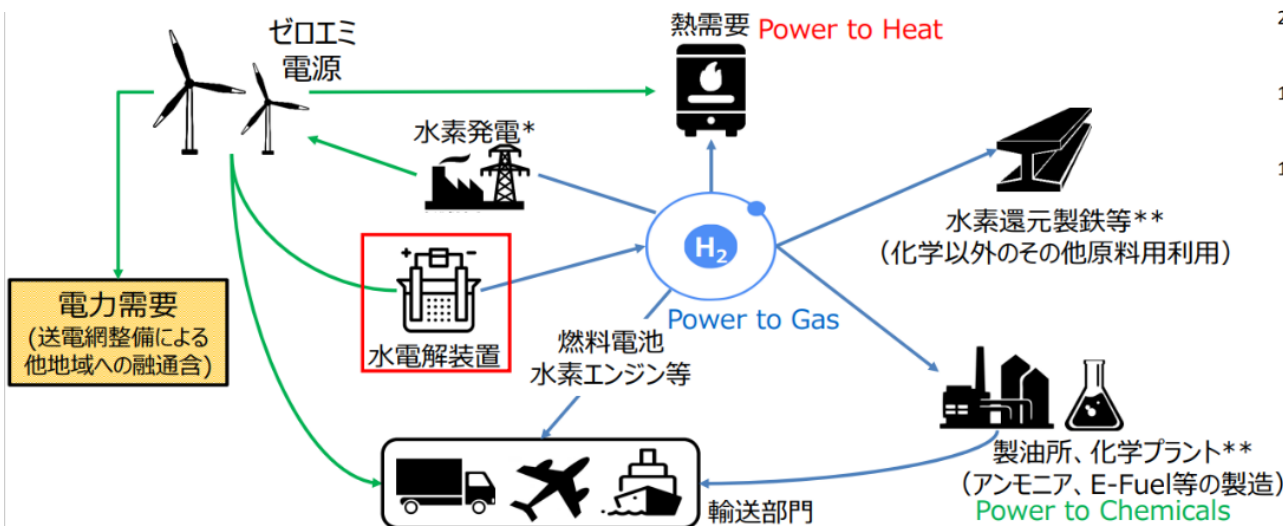 ゼロエミ
電源
熱需要
Power to Heat
水素発電*
H₂
水素還元製鉄等**
(化学以外のその他原料用利用)
電力需要
(送電網整備による
他地域への融通含)
+ −
水電解装置
Power to Gas
燃料電池
水素エンジン等
製油所、化学プラント**
(アンモニア、E-Fuel等の製造)
Power to Chemicals
輸送部門
2
1
1